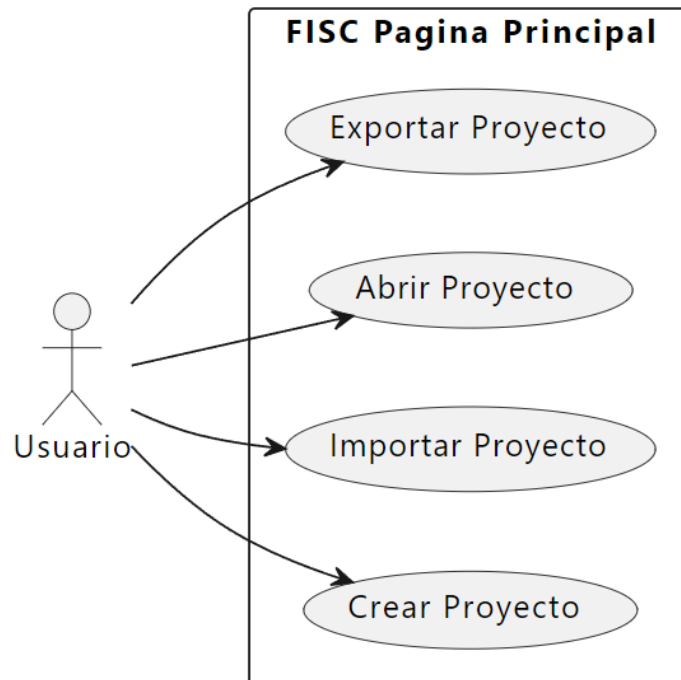 FISC Pagina Principal
Exportar Proyecto
Abrir Proyecto
Importar Proyecto
Usuario
Crear Proyecto